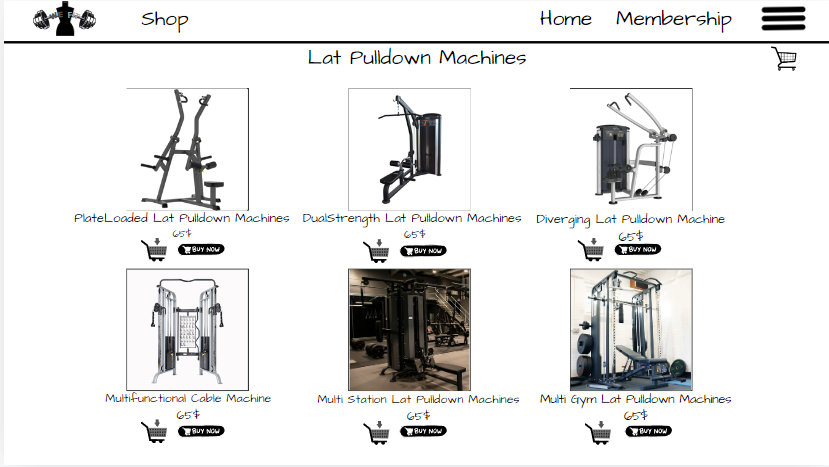 Shop
Home
Membership
Lat Pulldown Machines
PlateLoaded Lat Pulldown Machines
DualStrength Lat Pulldown Machines
Diverging Lat Pulldown Machine
65$
65$
65$
BUY NOW
BUY NOW
BUY NOW
Multifunctional Cable Machine
Multi Station Lat Pulldown Machines
Multi Gym Lat Pulldown Machines
65$
65$
65$
BUY NOW
BUY NOW
BUY NOW